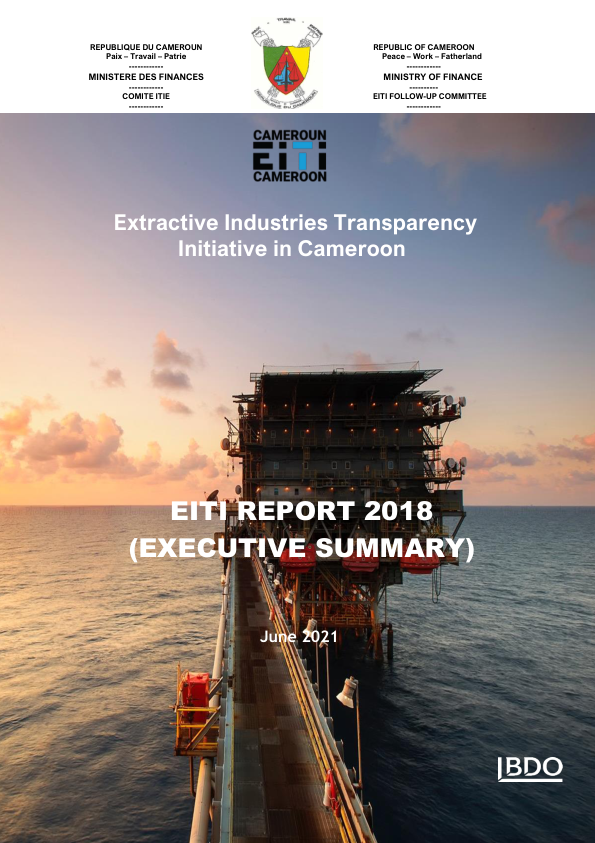 REPUBLIQUE DU CAMEROUN
Paix – Travail – Patrie
------------
MINISTERE DES FINANCES
------------
COMITE ITIE
------------
REPUBLIC OF CAMEROON
Peace – Work – Fatherland
------------
MINISTRY OF FINANCE
----------
EITI FOLLOW-UP COMMITTEE
------------
CAMEROUN
EITI
CAMEROON
Extractive Industries Transparency
Initiative in Cameroon
EITI REPORT 2018
(EXECUTIVE SUMMARY)
June 2021
BDO